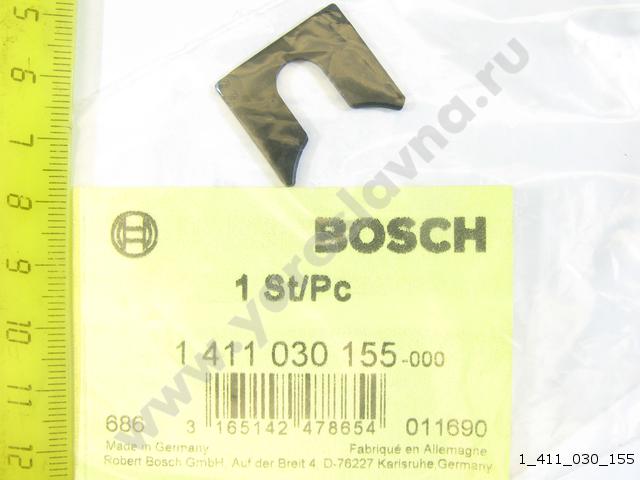 5
6
7
8
9
10
11
12
www.yaroslavna.ru
BOSCH
1 St/Pc
1 411 030 155-000
686 3 165142 478654 011690
Made in Germany Fabriqué en Allemagne
Robert Bosch GmbH, Auf der Breit 4 D-76227 Karlsruhe,Germany
1_411_030_155